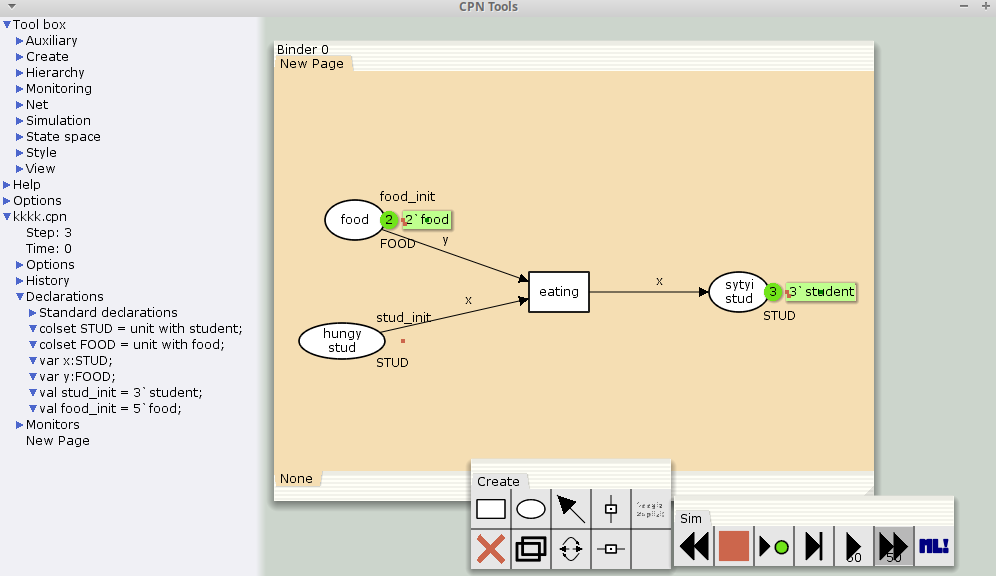 CPN Tools
Tool box
Auxiliary
Create
Hierarchy
Monitoring
Net
Simulation
State space
Style
View
Help
Options
kkkk.cpn
Step: 3
Time: 0
Options
History
Declarations
Standard declarations
colset STUD = unit with student;
colset FOOD = unit with food;
var x:STUD;
var y:FOOD;
val stud_init = 3`student;
val food_init = 5`food;
Monitors
New Page
Binder 0
New Page
food_init
food
2
2`food
FOOD
y
eating
x
sytyi
stud
3
3`student
STUD
x
stud_init
hungy
stud
STUD
None
Create
Sim
50
ML!